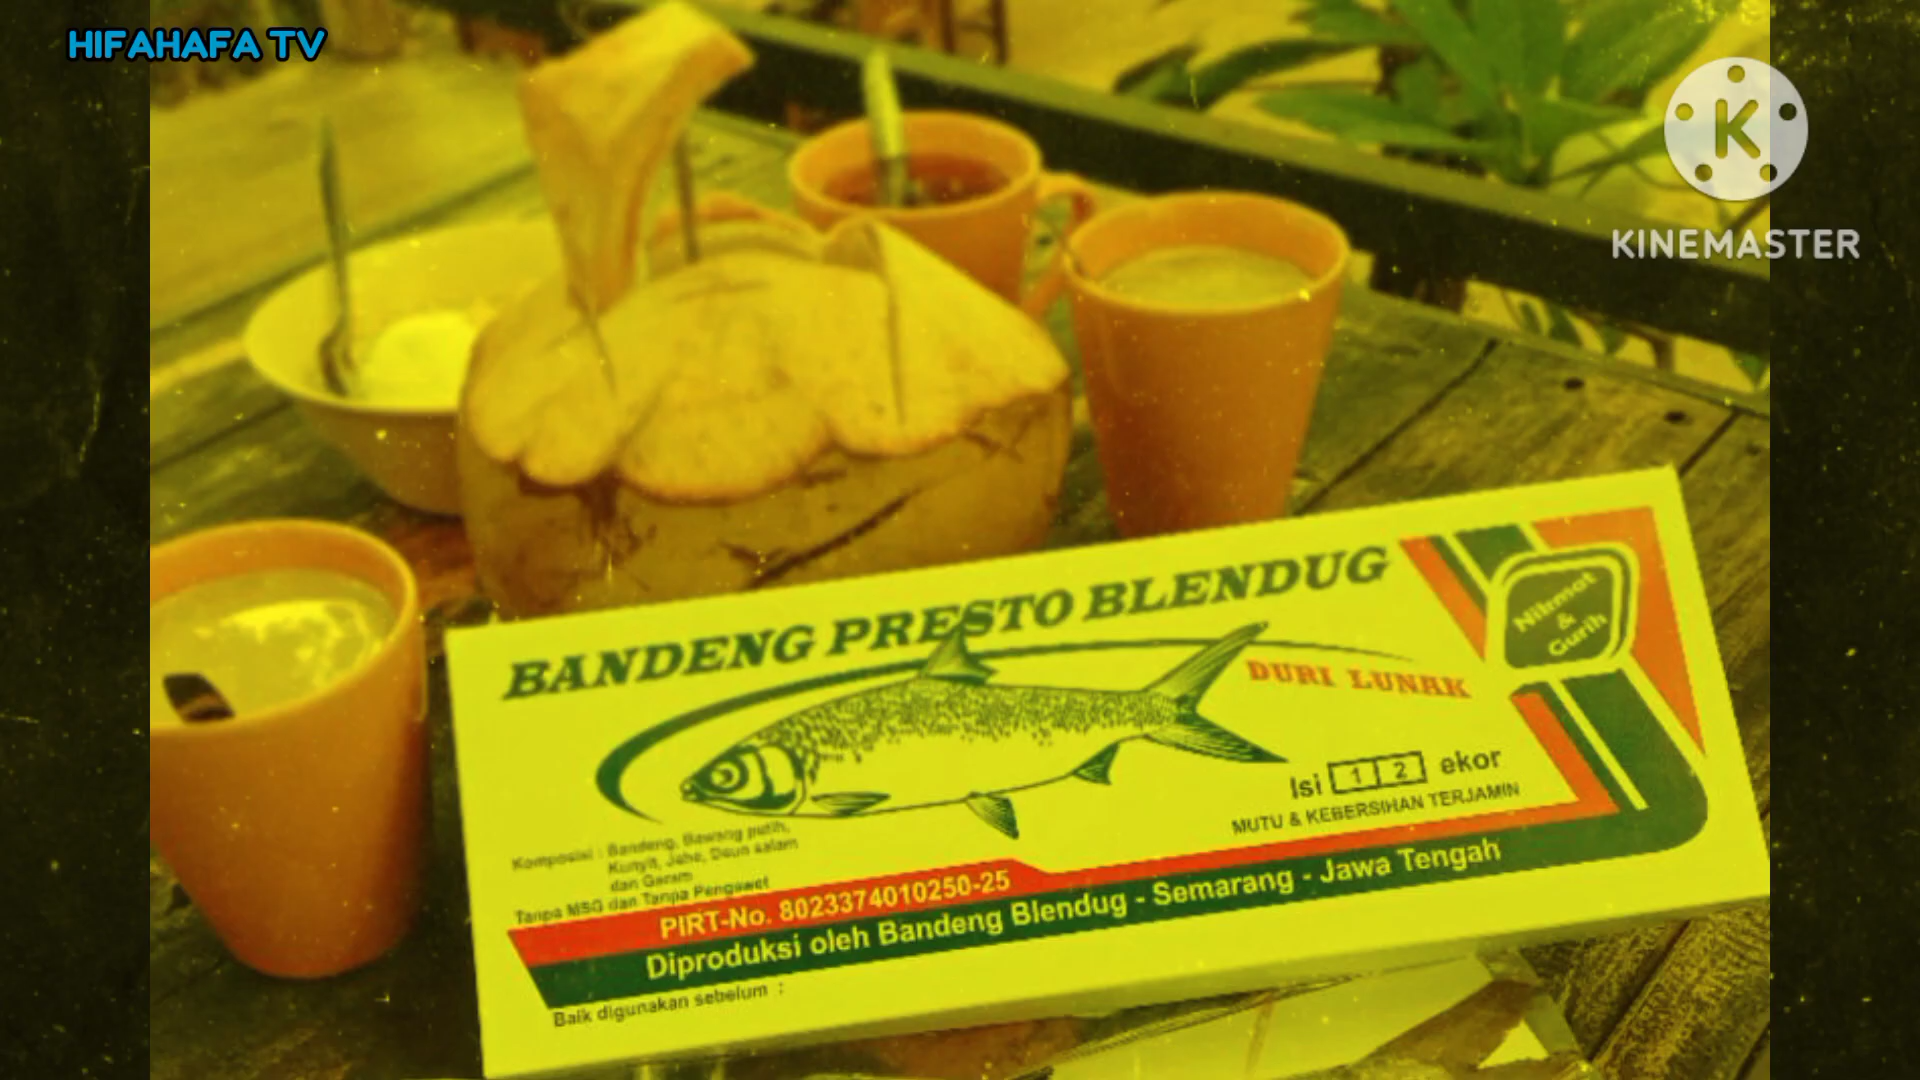 HIFAHAFA TV
K
KINEMASTER
BANDENG PRESTO BLENDUG
DURI LUNAK
Nikmat
&
Gurih
Isi 1 2 ekor
MUTU & KEBERSIHAN TERJAMIN
Komposisi : Bandeng, Bawang putih,
Kunyit, Jahe, Daun salam
dan Garam
Tanpa MSG dan Tanpa Pengawet
PIRT-No. 8023374010250-25
Diproduksi oleh Bandeng Blendug - Semarang - Jawa Tengah
Baik digunakan sebelum :